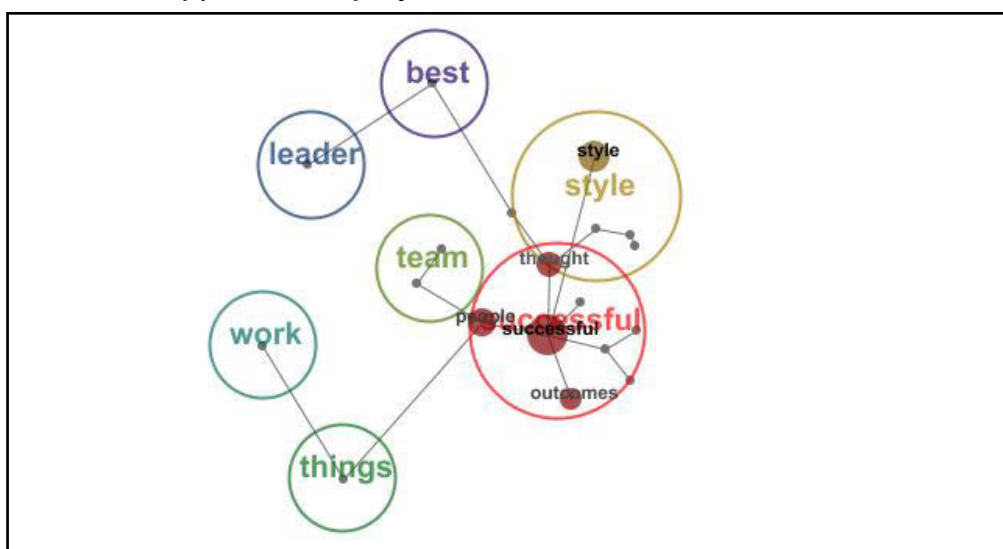 best
leader
style
style
team
thought
people
successful
successful
work
outcomes
things